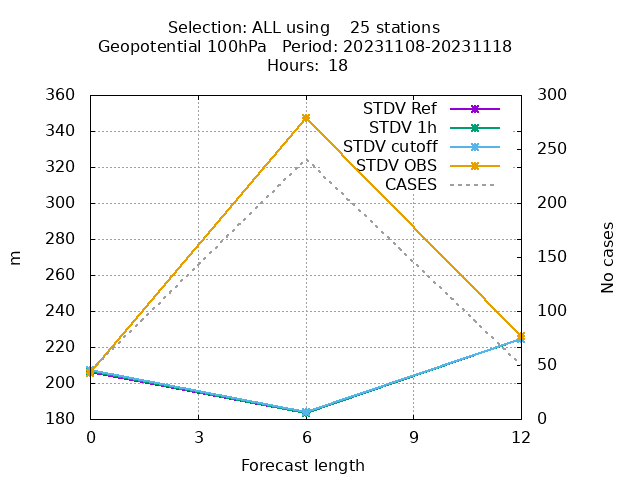 Selection: ALL using    25 stations
Geopotential 100hPa   Period: 20231108-20231118
Hours:  18
STDV Ref
STDV 1h
STDV cutoff
STDV OBS
CASES
360
340
320
300
280
260
240
220
200
180
m
300
250
200
150
100
50
0
No cases
0 3 6 9 12
Forecast length